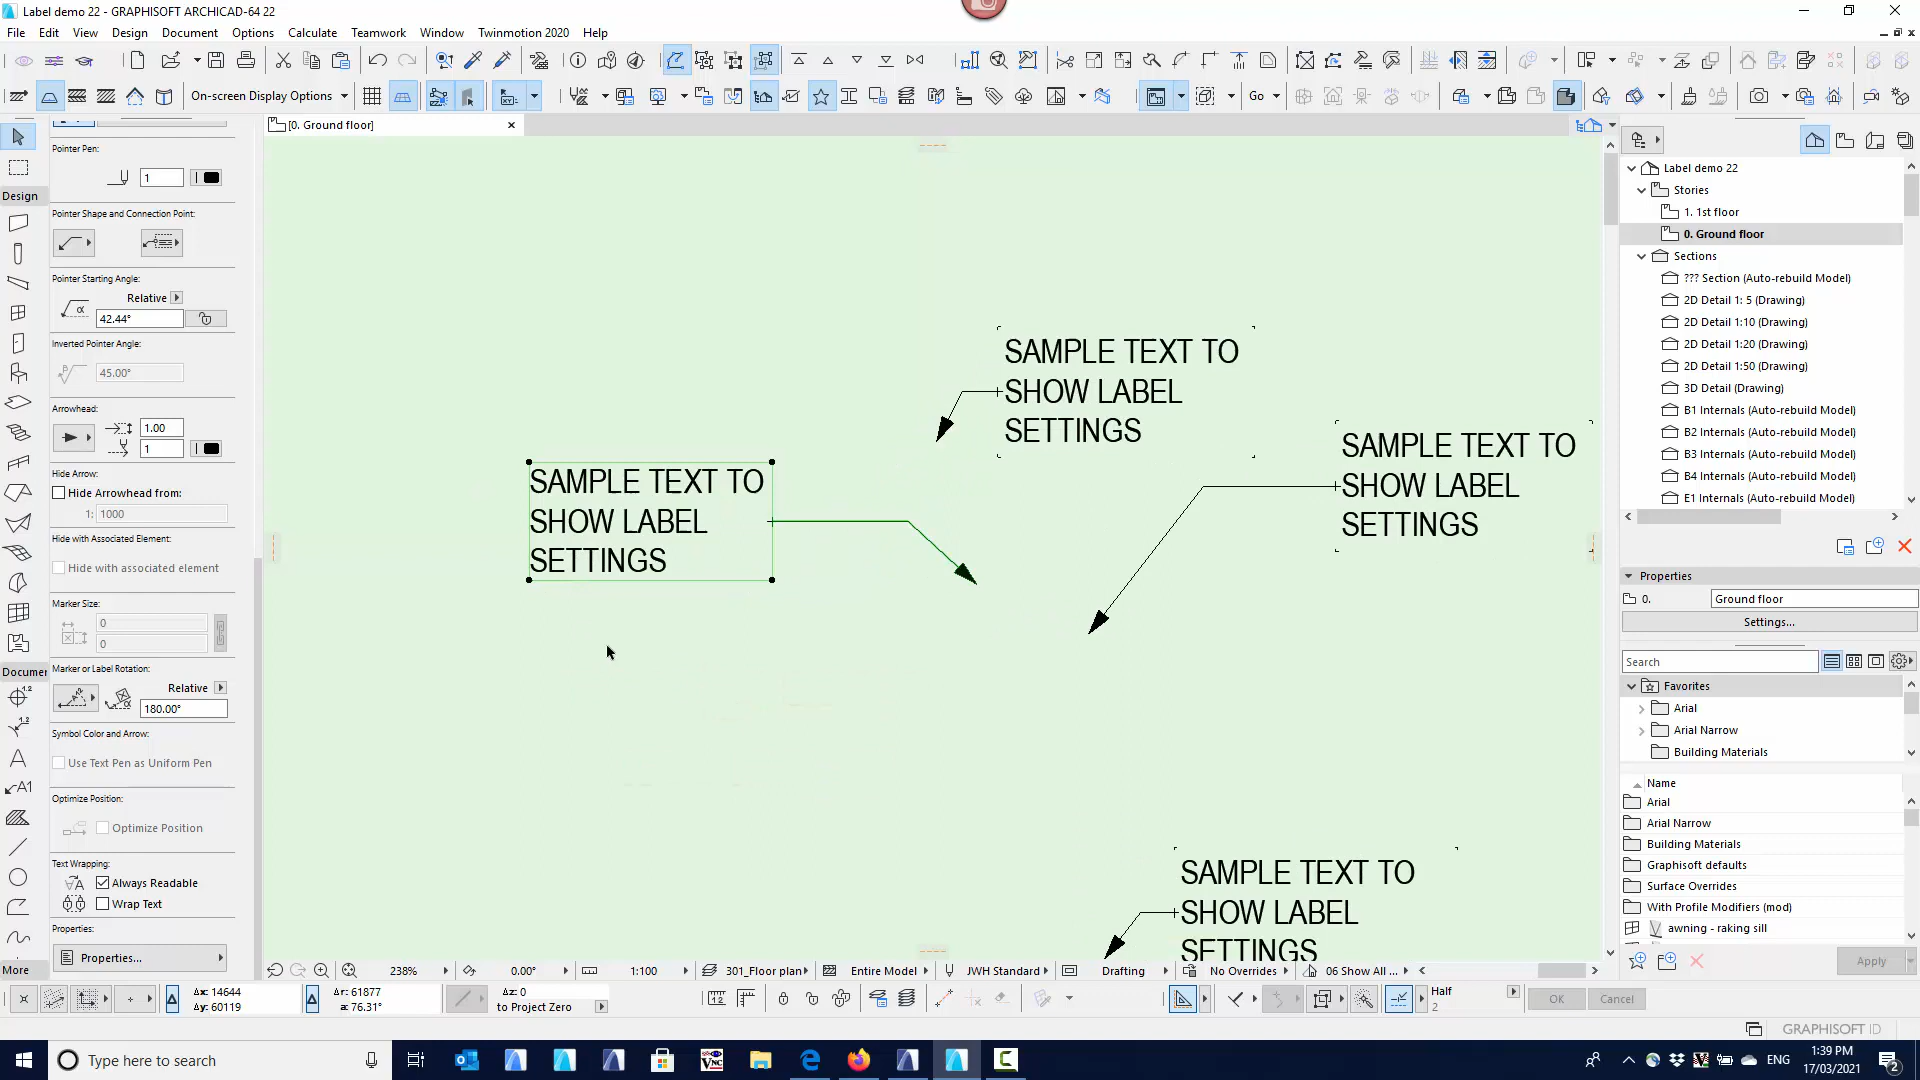 Label demo 22 - GRAPHISOFT ARCHICAD-64 22
File Edit View Design Document Options Calculate Teamwork Window Twinmotion 2020 Help
On-screen Display Options
Go
[0. Ground floor]
Pointer Pen:
1
Pointer Shape and Connection Point:
Pointer Starting Angle:
Relative
42.44°
Inverted Pointer Angle:
45.00°
Arrowhead:
1.00
1
Hide Arrow:
Hide Arrowhead from:
1: 1000
Hide with Associated Element:
Hide with associated element
Marker Size:
0
0
Marker or Label Rotation:
Relative
180.00°
Symbol Color and Arrow:
Use Text Pen as Uniform Pen
Optimize Position:
Optimize Position
Text Wrapping:
Always Readable
Wrap Text
Properties:
Properties...
Design
Docume
More
SAMPLE TEXT TO
SHOW LABEL
SETTINGS
SAMPLE TEXT TO
SHOW LABEL
SETTINGS
SAMPLE TEXT TO
SHOW LABEL
SETTINGS
SAMPLE TEXT TO
SHOW LABEL
SETTINGS
Label demo 22
Stories
1. 1st floor
0. Ground floor
Sections
??? Section (Auto-rebuild Model)
2D Detail 1: 5 (Drawing)
2D Detail 1:10 (Drawing)
2D Detail 1:20 (Drawing)
2D Detail 1:50 (Drawing)
3D Detail (Drawing)
B1 Internals (Auto-rebuild Model)
B2 Internals (Auto-rebuild Model)
B3 Internals (Auto-rebuild Model)
B4 Internals (Auto-rebuild Model)
E1 Internals (Auto-rebuild Model)
Properties
0. Ground floor
Settings...
Search
Favorites
Arial
Arial Narrow
Building Materials
Name
Arial
Arial Narrow
Building Materials
Graphisoft defaults
Surface Overrides
With Profile Modifiers (mod)
awning - raking sill
Apply
238% 0.00° 1:100 301_Floor plan Entire Model JWH Standard Drafting No Overrides 06 Show All ...
Δx: 14644
Δy: 60119
Δr: 61877
a: 76.31°
Δz: 0
to Project Zero
Half
2
OK Cancel
GRAPHISOFT ID
Type here to search
ENG
1:39 PM
17/03/2021
2